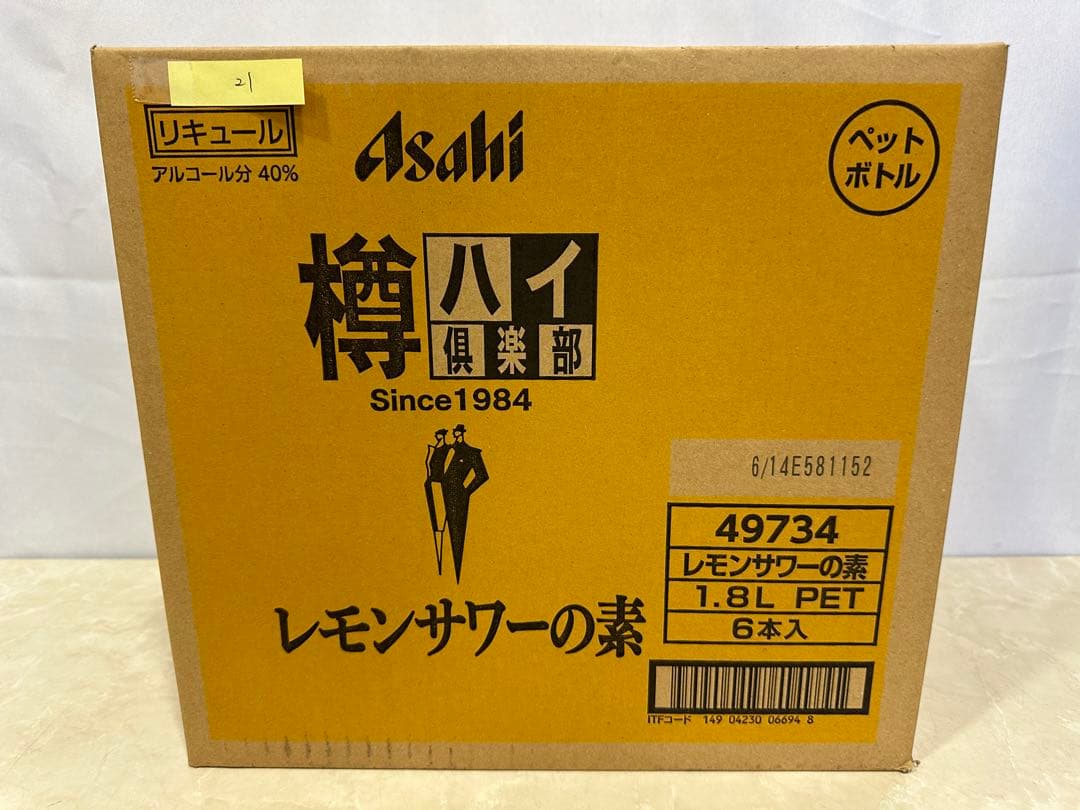 21
リキュール
アルコール分 40%
Asahi
ペット
ボトル
樽ハイ
倶楽部
Since1984
6/14E581152
49734
レモンサワーの素
1.8L PET
6本入
レモンサワーの素
ITFコード 149 04230 06694 8